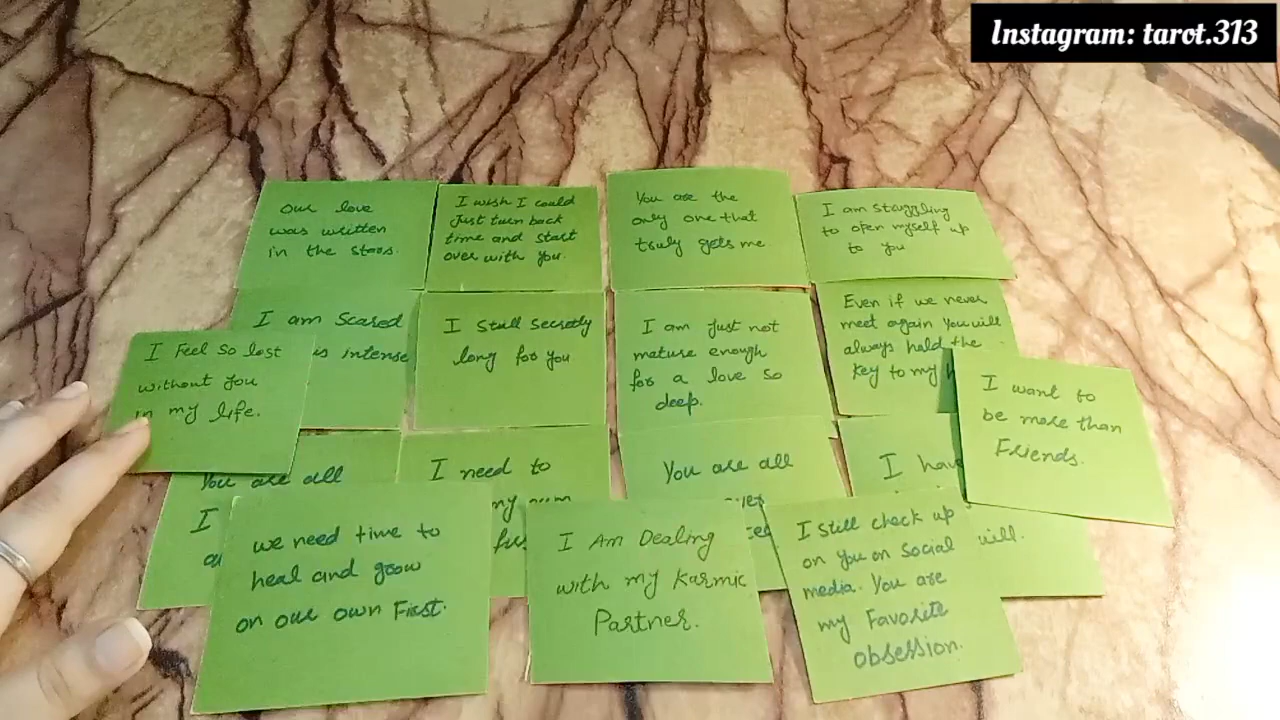 Instagram: tarot.313
our love
was written
in the stars.
I wish I could
Just turn back
time and start
over with you.
You are the
only one that
truly gets me
I am struggling
to open myself up
to you
I am Scared
is intense
I still secretly
long for you
I am just not
mature enough
for a love so
deep.
Even if we never
meet again you will
always hold the
key to my
I Feel So lost
without you
in my life.
I want to
be more than
Friends.
You are all
I
I need to
my own
You are all
I have
will.
we need time to
heal and grow
on our own First.
I Am Dealing
with my Karmic
Partner.
I still check up
on you on Social
media. You are
my Favorite
obsession.